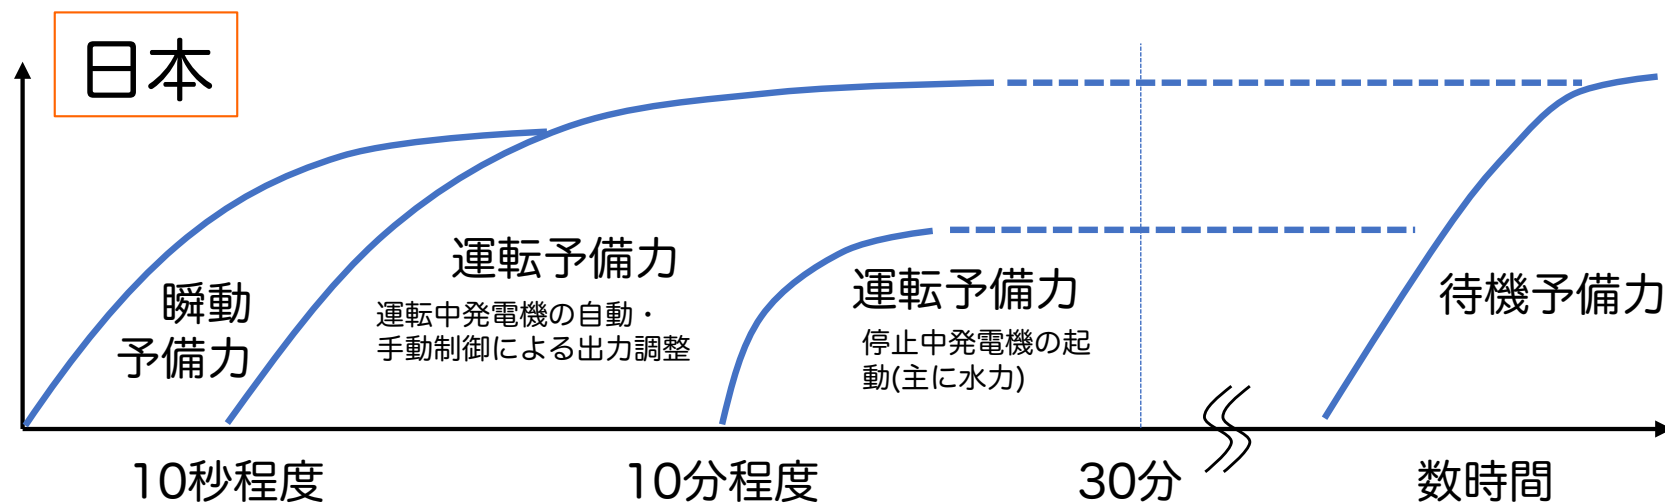 日本
瞬動
予備力
運転予備力
運転中発電機の自動・
手動制御による出力調整
運転予備力
停止中発電機の起
動(主に水力)
待機予備力
10秒程度
10分程度
30分
数時間